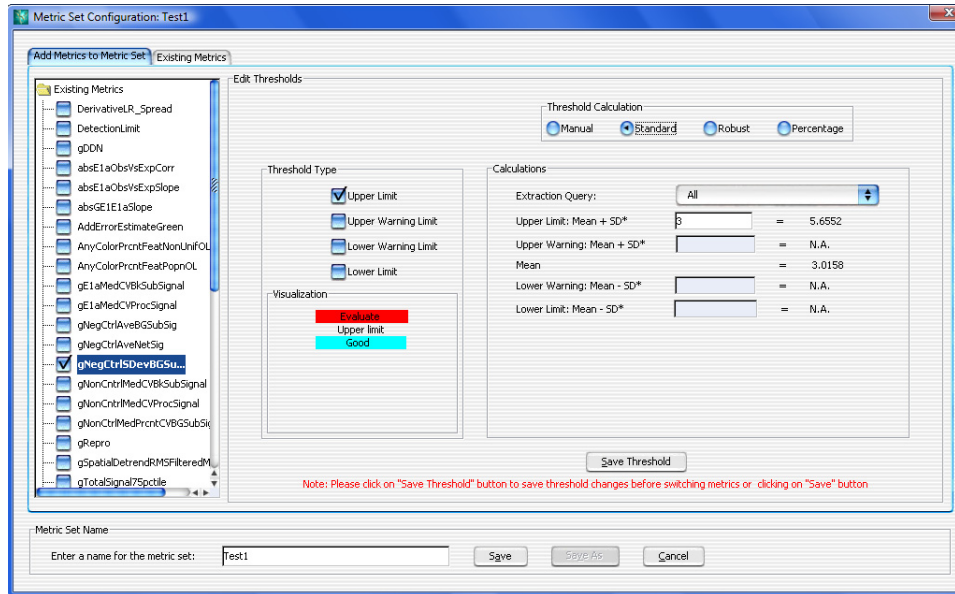 Metric Set Configuration: Test1
Add Metrics to Metric Set
Existing Metrics
Existing Metrics
DerivativeLR_Spread
DetectionLimit
gDDN
absE1aObsVsExpCorr
absE1aObsVsExpSlope
absGE1E1aSlope
AddErrorEstimateGreen
AnyColorPrcntFeatNonUnifOL
AnyColorPrcntFeatPopnOL
gE1aMedCVBkSubSignal
gE1aMedCVProcSignal
gNegCtrlAveBGSubSig
gNegCtrlAveNetSig
gNegCtrlSDevBGSu...
gNonCntrlMedCVBkSubSignal
gNonCntrlMedCVProcSignal
gNonCtrlMedPrcntCVBGSubSig
gRepro
gSpatialDetrendRMSFilteredM
gTotalSignal75pctile
Edit Thresholds
Threshold Calculation
Manual Standard Robust Percentage
Threshold Type
Upper Limit
Upper Warning Limit
Lower Warning Limit
Lower Limit
Visualization
Evaluate
Upper limit
Good
Calculations
Extraction Query: All
Upper Limit: Mean + SD* 3 = 5.6552
Upper Warning: Mean + SD* = N.A.
Mean = 3.0158
Lower Warning: Mean - SD* = N.A.
Lower Limit: Mean - SD* = N.A.
Save Threshold
Note: Please click on "Save Threshold" button to save threshold changes before switching metrics or clicking on "Save" button
Metric Set Name
Enter a name for the metric set: Test1 Save Save As Cancel